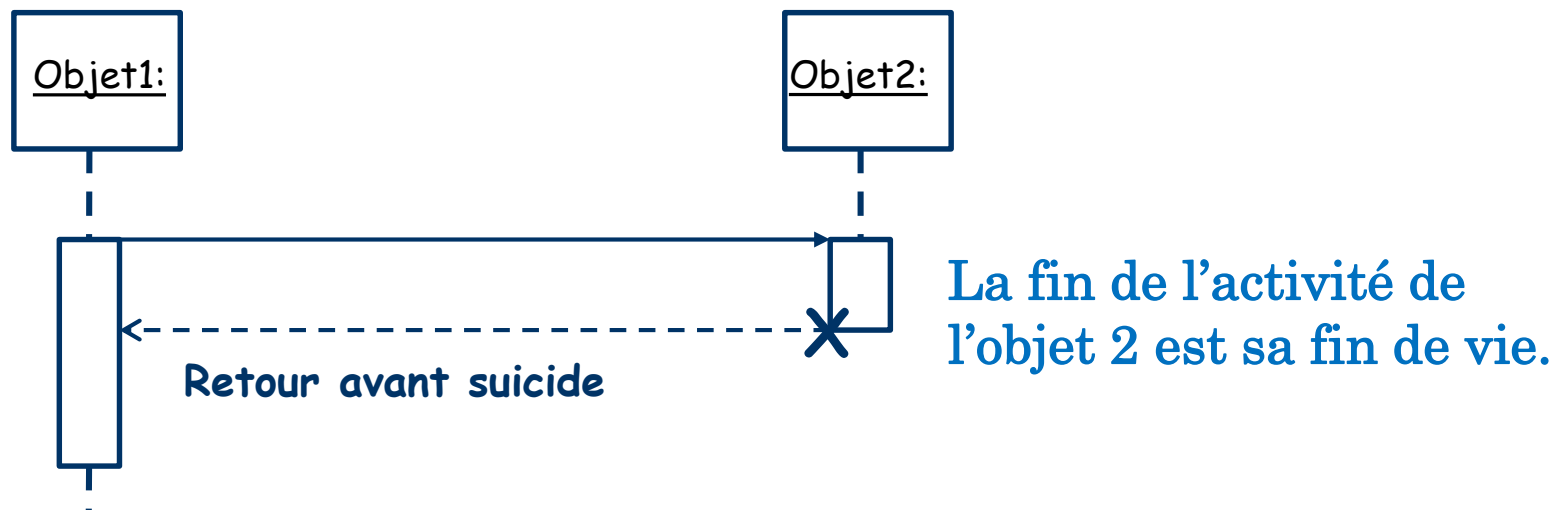 Objet1:
Objet2:
La fin de l’activité de
l’objet 2 est sa fin de vie.
Retour avant suicide